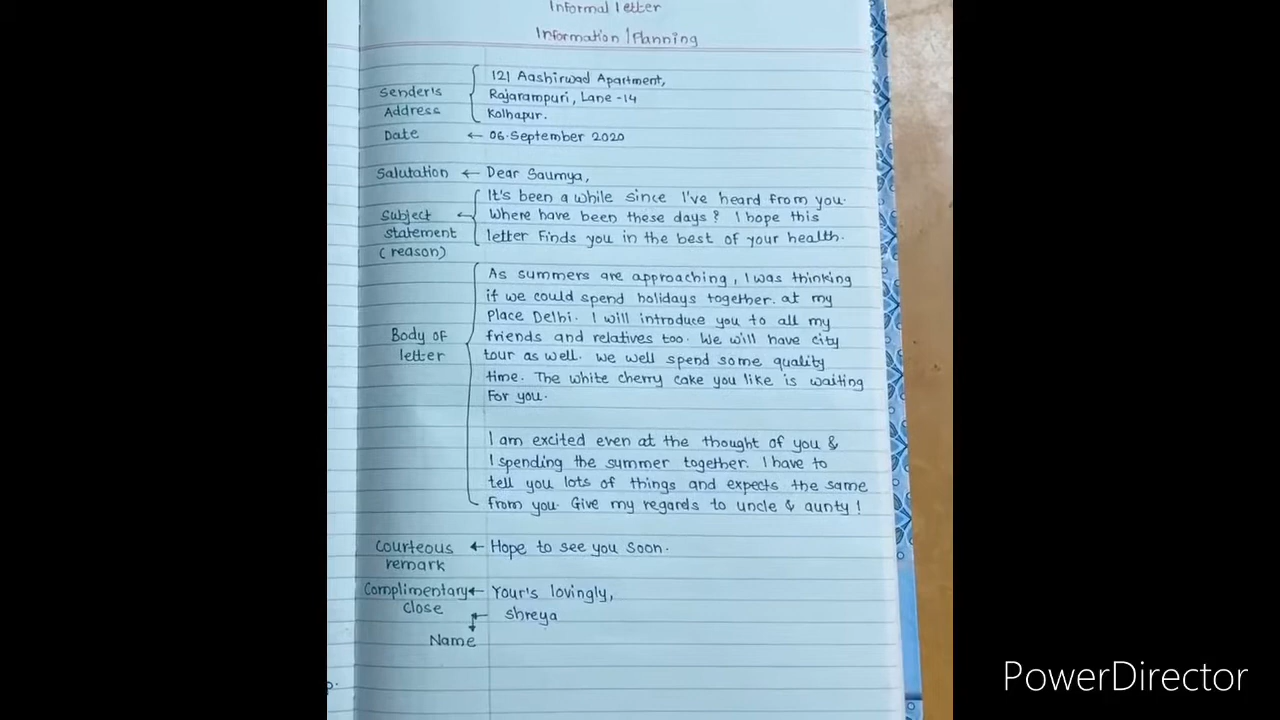 Informal letter
Information | Planning
Sender's
Address
121 Aashirwad Apartment,
Rajarampuri, Lane -14
Kolhapur.
Date ← 06.September 2020
Salutation ← Dear Saumya,
Subject
statement
(reason)
It's been a while since I've heard from you.
Where have been these days? I hope this
letter finds you in the best of your health.
Body of
letter
As summers are approaching, I was thinking
if we could spend holidays together. at my
Place Delhi. I will introduce you to all my
friends and relatives too. We will have city
tour as well. We well spend some quality
time. The white cherry cake you like is waiting
For you.
I am excited even at the thought of you &
I spending the summer together. I have to
tell you lots of things and expects the same
from you. Give my regards to uncle & aunty!
Courteous
remark
← Hope to see you soon.
Complimentary
close
← Your's lovingly,
shreya
Name
PowerDirector